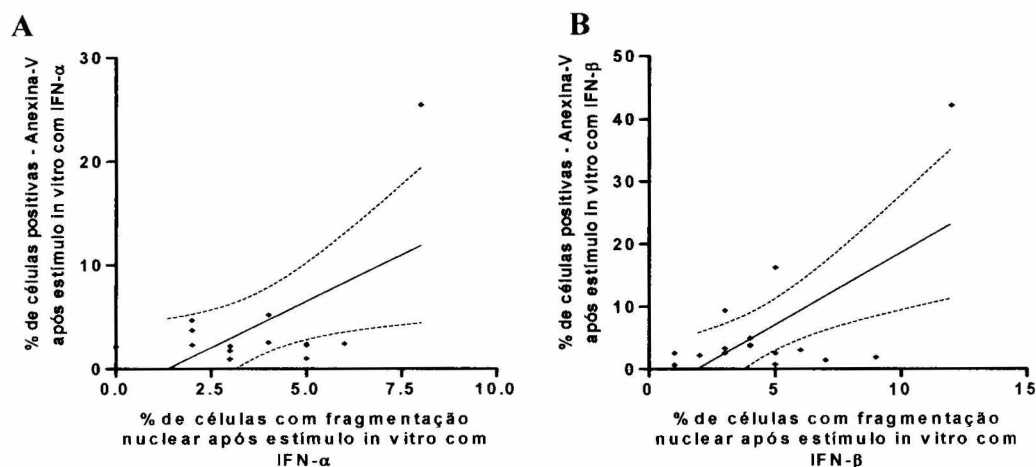 A
% de células positivas - Anexina-V
após estímulo in vitro com IFN-α
30
20
10
0
0.0
2.5
5.0
7.5
10.0
% de células com fragmentação
nuclear após estímulo in vitro com
IFN-α
B
% de células positivas - Anexina-V
após estímulo in vitro com IFN-β
50
40
30
20
10
0
0
5
10
15
% de células com fragmentação
nuclear após estímulo in vitro com
IFN-β